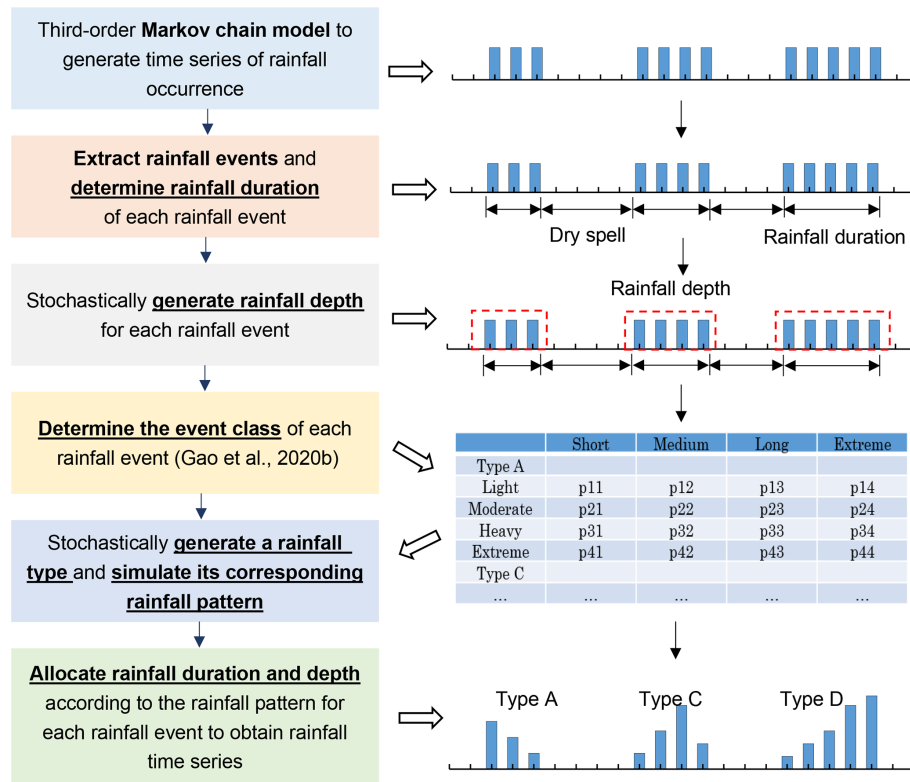 Third-order Markov chain model to
generate time series of rainfall
occurrence
Extract rainfall events and
determine rainfall duration
of each rainfall event
Dry spell
Rainfall duration
Stochastically generate rainfall depth
for each rainfall event
Rainfall depth
Determine the event class of each
rainfall event (Gao et al., 2020b)
Short Medium Long Extreme
Type A
Light p11 p12 p13 p14
Moderate p21 p22 p23 p24
Heavy p31 p32 p33 p34
Extreme p41 p42 p43 p44
Type C
… … … … …
Stochastically generate a rainfall
type and simulate its corresponding
rainfall pattern
Allocate rainfall duration and depth
according to the rainfall pattern for
each rainfall event to obtain rainfall
time series
Type A
Type C
Type D